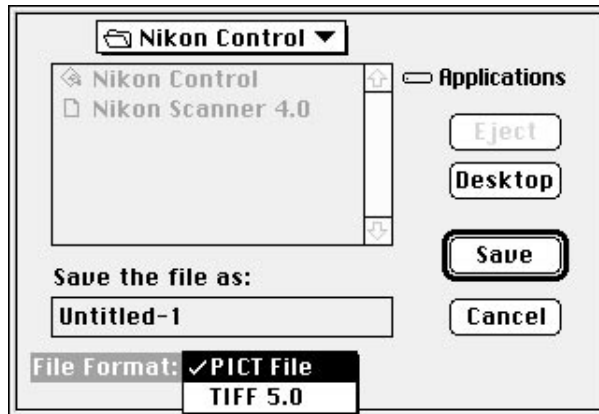 Nikon Control
Nikon Control
Nikon Scanner 4.0
Applications
Eject
Desktop
Save
Cancel
Save the file as:
Untitled-1
File Format:
PICT File
TIFF 5.0